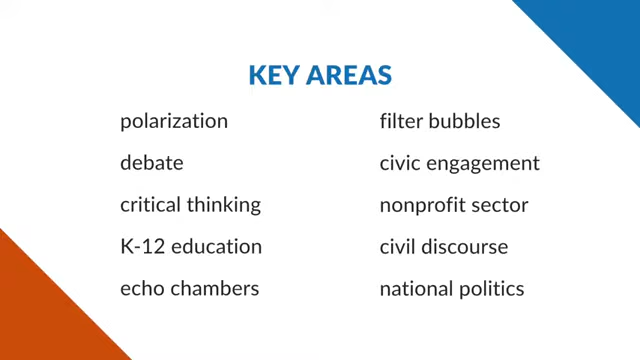 KEY AREAS
polarization
debate
critical thinking
K-12 education
echo chambers
filter bubbles
civic engagement
nonprofit sector
civil discourse
national politics